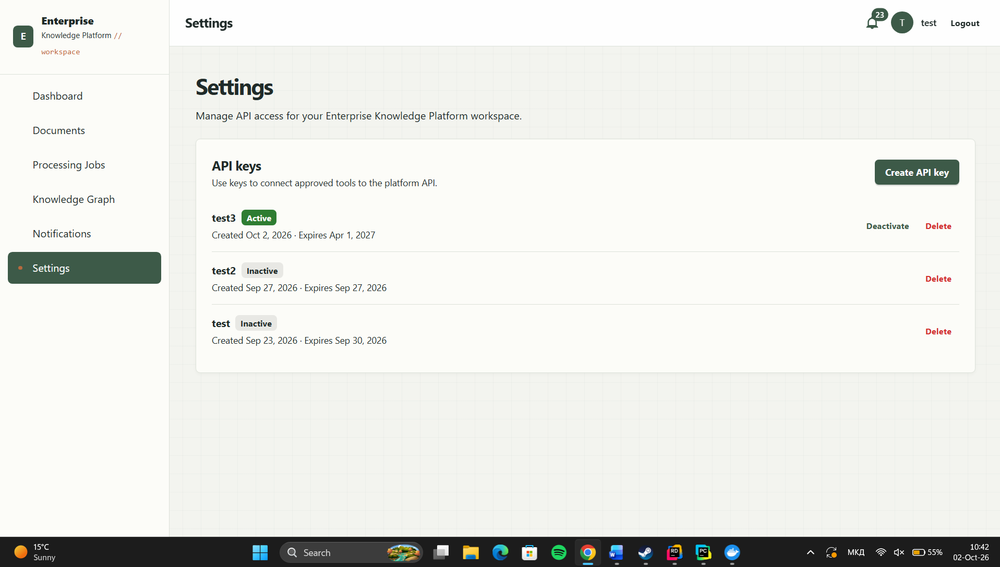 E
Enterprise
Knowledge Platform //
workspace
Dashboard
Documents
Processing Jobs
Knowledge Graph
Notifications
Settings
Settings
23
T
test
Logout
Settings
Manage API access for your Enterprise Knowledge Platform workspace.
API keys
Use keys to connect approved tools to the platform API.
Create API key
test3 Active
Created Oct 2, 2026 · Expires Apr 1, 2027
Deactivate Delete
test2 Inactive
Created Sep 27, 2026 · Expires Sep 27, 2026
Delete
test Inactive
Created Sep 23, 2026 · Expires Sep 30, 2026
Delete
15°C
Sunny
Search
W
RD
PC
МКД
55%
10:42
02-Oct-26